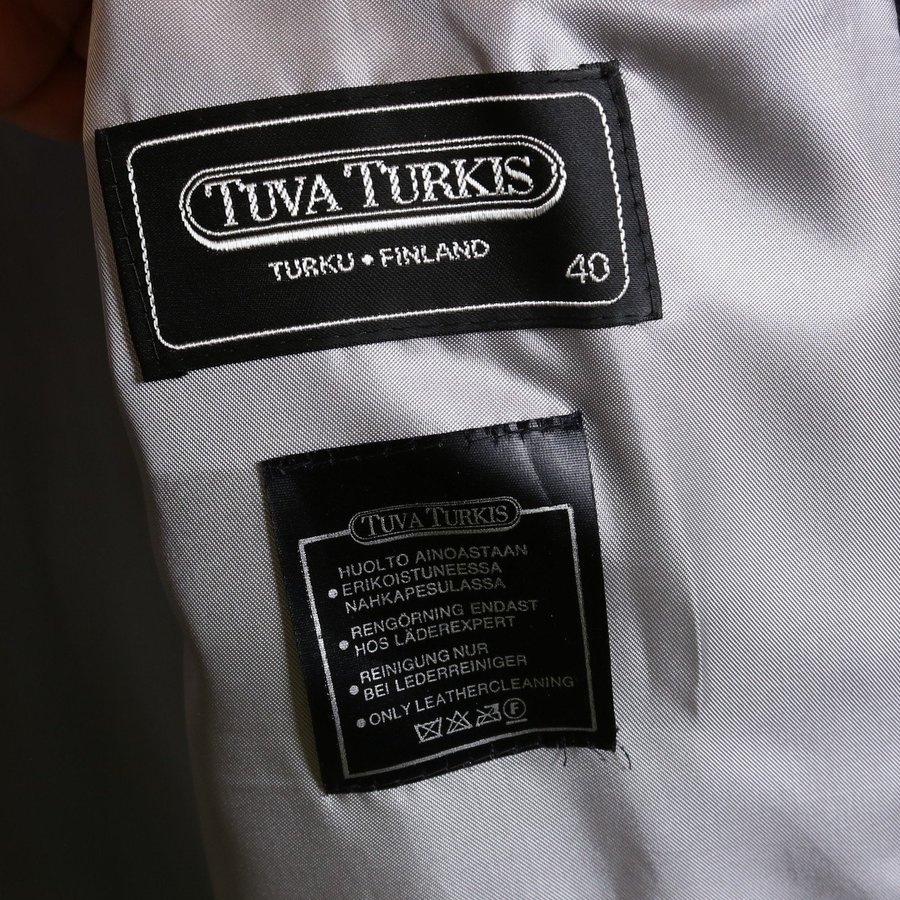 TUVA TURKIS
TURKU • FINLAND
40
TUVA TURKIS
HUOLTO AINOASTAAN
• ERIKOISTUNEESSA
NAHKAPESULASSA
RENGÖRNING ENDAST
• HOS LÄDEREXPERT
REINIGUNG NUR
• BEI LEDERREINIGER
• ONLY LEATHERCLEANING
F